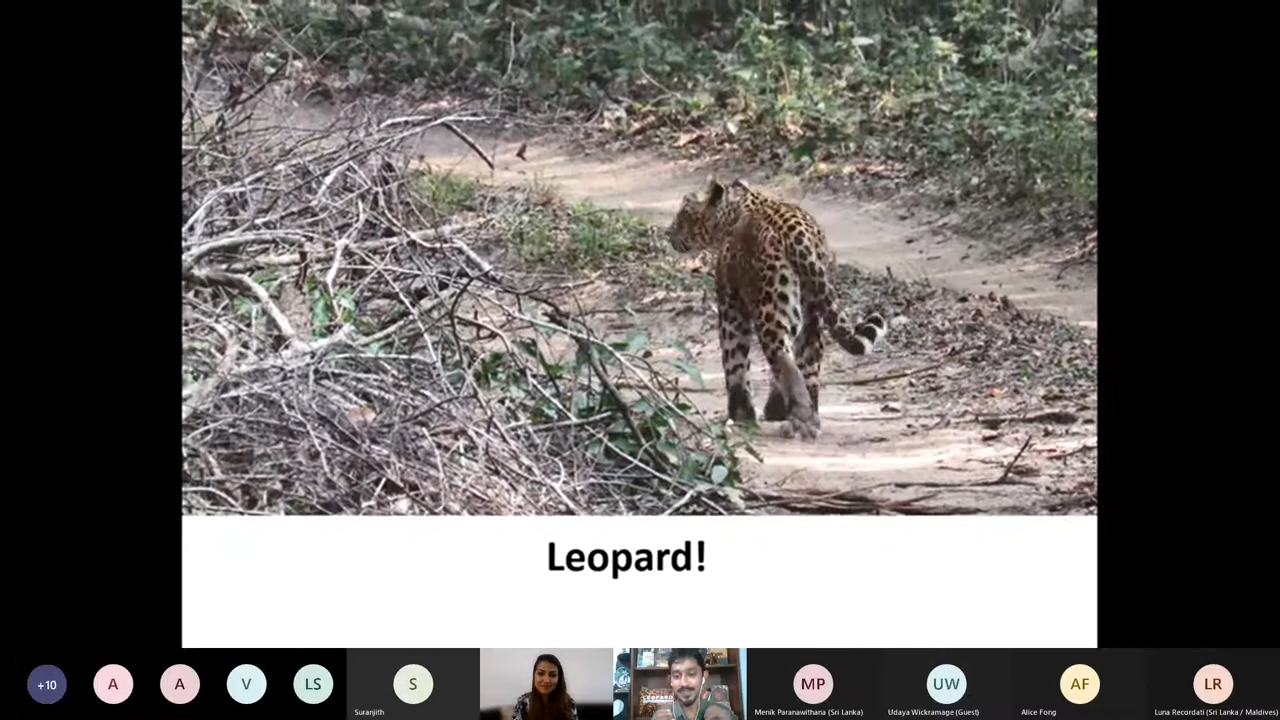 Leopard!
+10
A
A
V
LS
S
Suranjith
LEOPARD
MP
Menik Paranawithana (Sri Lanka)
UW
Udaya Wickramage (Guest)
AF
Alice Fong
LR
Luna Recordati (Sri Lanka / Maldives)